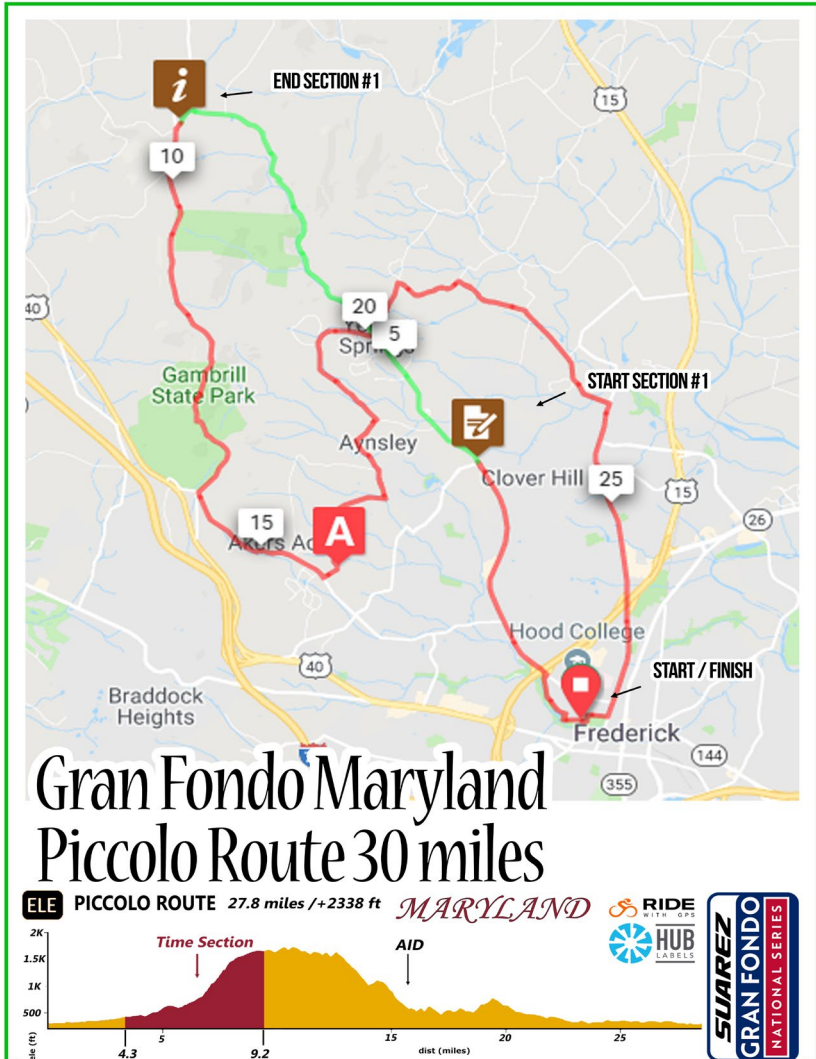 END SECTION #1
15
10
40
20
5
Gambrill
State Park
START SECTION #1
Aynsley
Clover Hill
25
15
15
A
26
Hood College
40
START / FINISH
Braddock
Heights
Frederick
144
355
Gran Fondo Maryland
Piccolo Route 30 miles
ELE PICCOLO ROUTE 27.8 miles /+2338 ft MARYLAND
RIDE
WITH GPS
HUB
LABELS
SUAREZ
GRAN FONDO
NATIONAL SERIES
2K
Time Section
AID
1.5K
1K
500
ele (ft)
5
15
20
25
4.3
9.2
dist (miles)